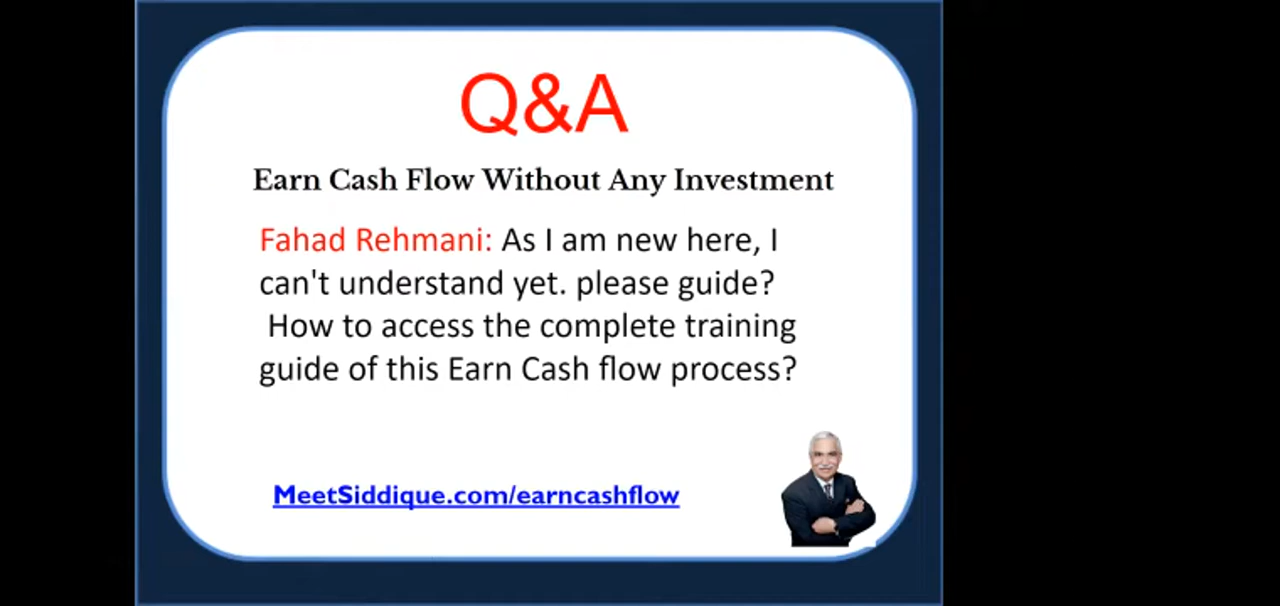 Q&A
Earn Cash Flow Without Any Investment
Fahad Rehmani: As I am new here, I
can't understand yet. please guide?
How to access the complete training
guide of this Earn Cash flow process?
MeetSiddique.com/earncashflow